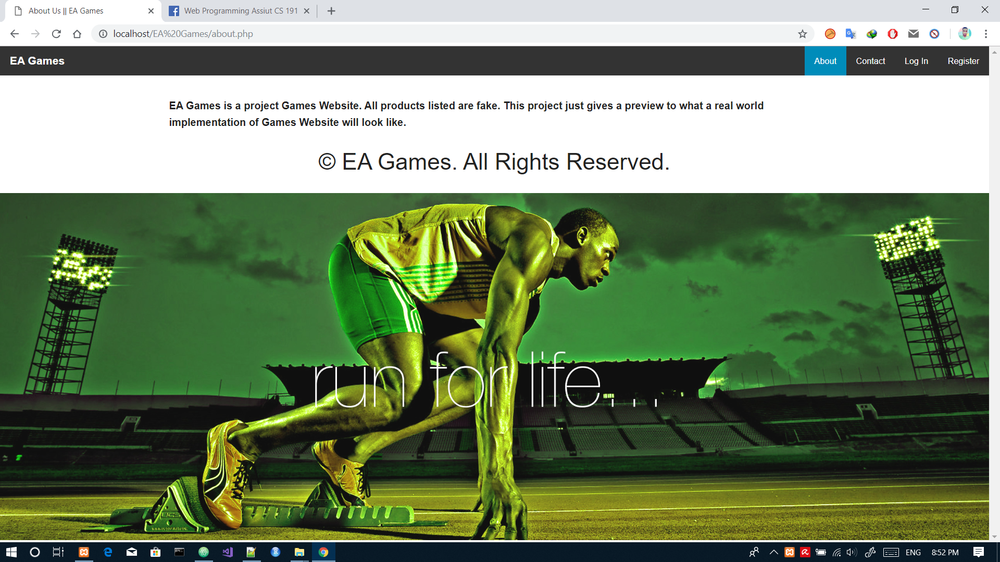 About Us || EA Games
Web Programming Assiut CS 191
localhost/EA%20Games/about.php
EA Games
About
Contact
Log In
Register
EA Games is a project Games Website. All products listed are fake. This project just gives a preview to what a real world
implementation of Games Website will look like.
© EA Games. All Rights Reserved.
run for life...
ENG
8:52 PM